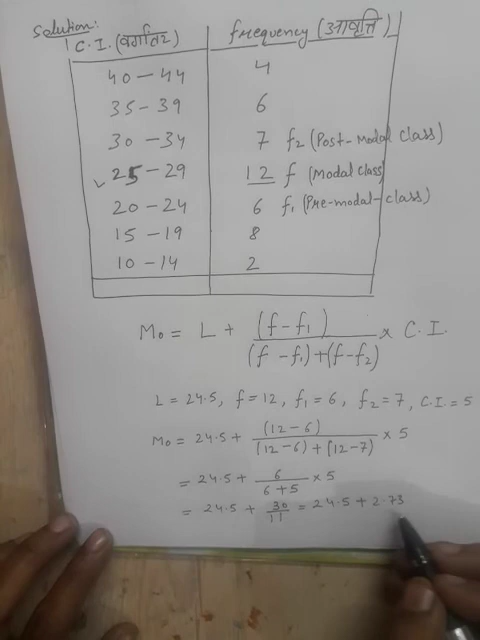 Solution:
C.I. (वर्गांतर) frequency (आवृत्ति)
40-44 4
35-39 6
30-34 7 f₂ (Post-Modal Class)
✓ 25-29 12 f (Modal Class)
20-24 6 f₁ (Pre-modal-class)
15-19 8
10-14 2
Mo = L + (f-f₁) / (f-f₁)+(f-f₂) × C.I.
L = 24.5, f = 12, f₁ = 6, f₂ = 7, C.I. = 5
Mo = 24.5 + (12-6) / (12-6) + (12-7) × 5
= 24.5 + 6 / 6+5 × 5
= 24.5 + 30 / 11 = 24.5 + 2.73